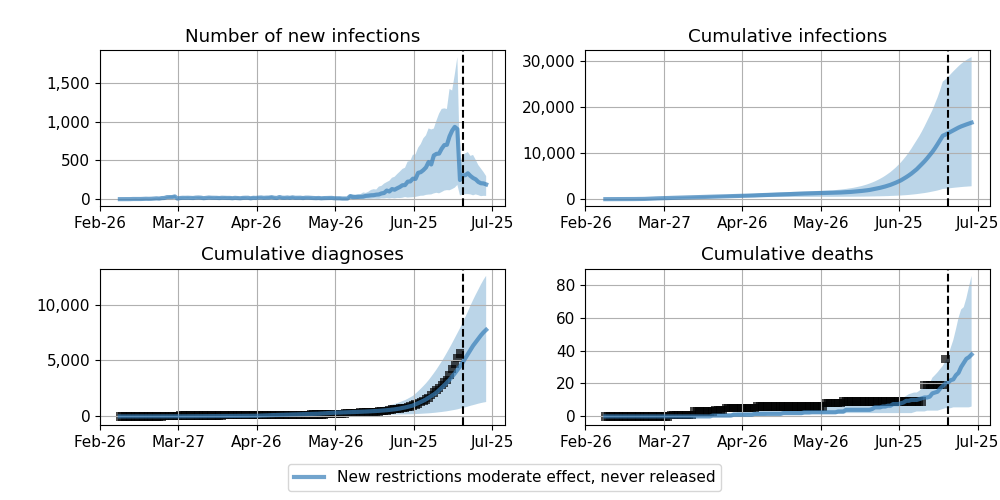 Number of new infections
1,500
1,000
500
0
Feb-26 Mar-27 Apr-26 May-26 Jun-25 Jul-25
Cumulative infections
30,000
20,000
10,000
0
Feb-26 Mar-27 Apr-26 May-26 Jun-25 Jul-25
Cumulative diagnoses
10,000
5,000
0
Feb-26 Mar-27 Apr-26 May-26 Jun-25 Jul-25
Cumulative deaths
80
60
40
20
0
Feb-26 Mar-27 Apr-26 May-26 Jun-25 Jul-25
New restrictions moderate effect, never released